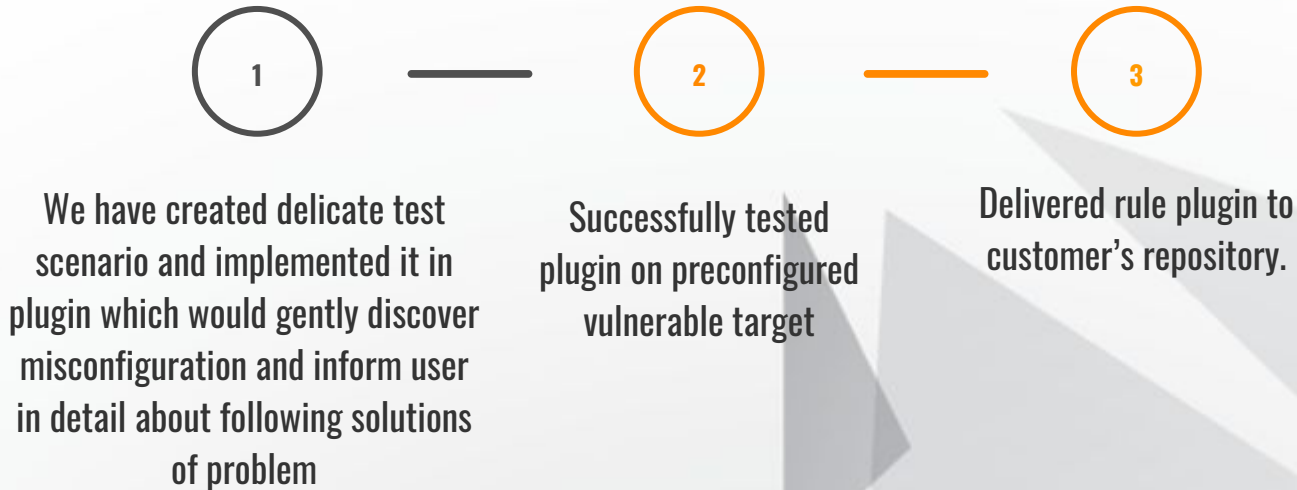 1
2
3
We have created delicate test
scenario and implemented it in
plugin which would gently discover
misconfiguration and inform user
in detail about following solutions
of problem
Successfully tested
plugin on preconfigured
vulnerable target
Delivered rule plugin to
customer’s repository.